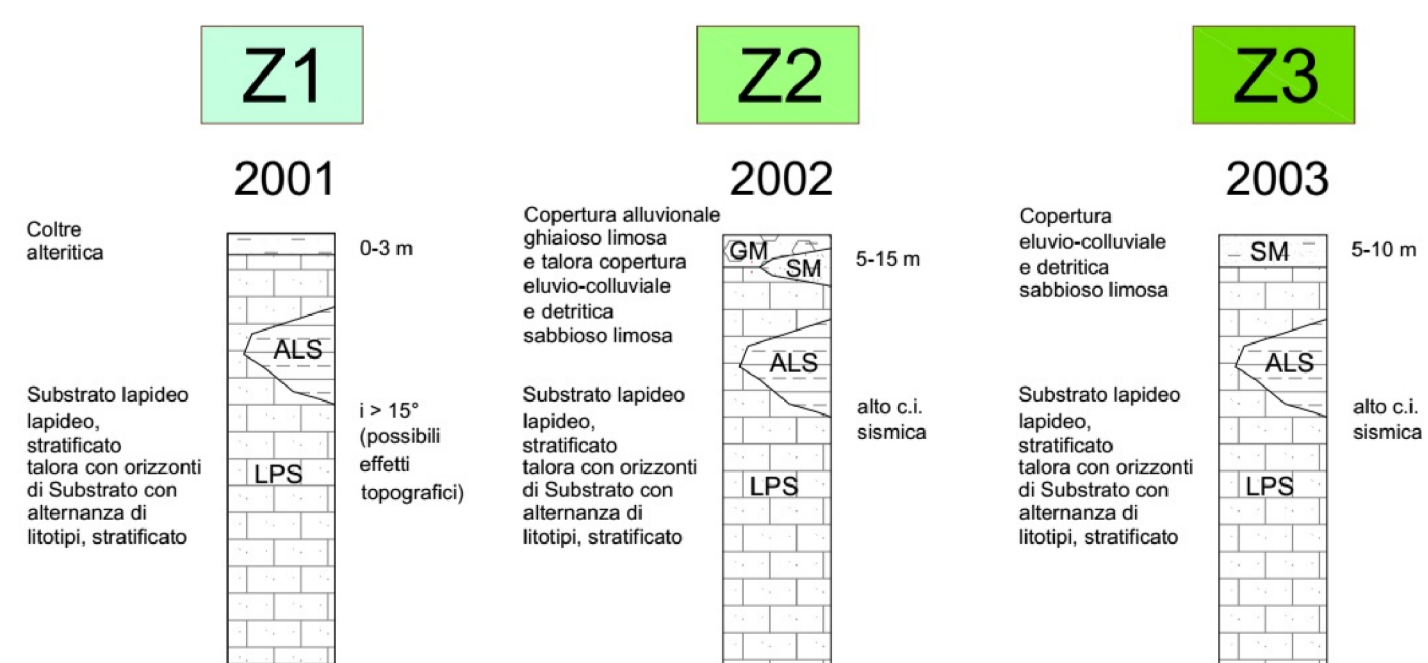 Z1
2001
Coltre
alteritica
0-3 m
ALS
Substrato lapideo
lapideo,
stratificato
talora con orizzonti
di Substrato con
alternanza di
litotipi, stratificato
i > 15°
(possibili
effetti
topografici)
LPS
Z2
2002
Copertura alluvionale
ghiaioso limosa
e talora copertura
eluvio-colluviale
e detritica
sabbioso limosa
GM
SM
5-15 m
ALS
Substrato lapideo
lapideo,
stratificato
talora con orizzonti
di Substrato con
alternanza di
litotipi, stratificato
alto c.i.
sismica
LPS
Z3
2003
Copertura
eluvio-colluviale
e detritica
sabbioso limosa
SM
5-10 m
ALS
Substrato lapideo
lapideo,
stratificato
talora con orizzonti
di Substrato con
alternanza di
litotipi, stratificato
alto c.i.
sismica
LPS